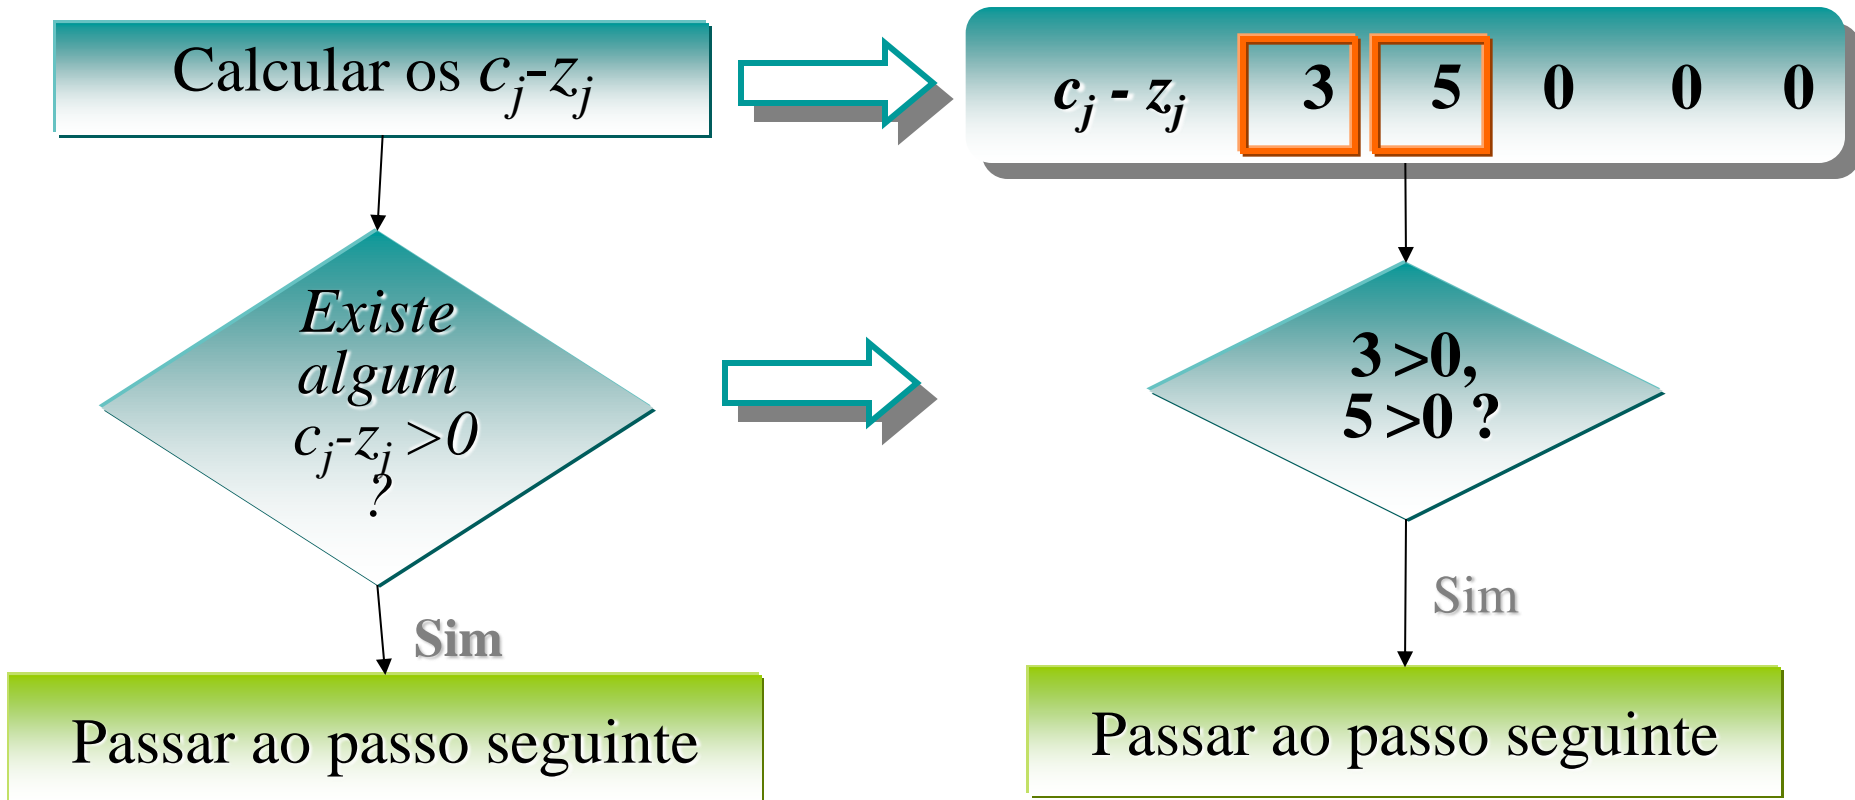 Calcular os cj-zj
cj - zj 3 5 0 0 0
Existe
algum
cj-zj >0
?
3 >0,
5 >0 ?
Sim
Sim
Passar ao passo seguinte
Passar ao passo seguinte